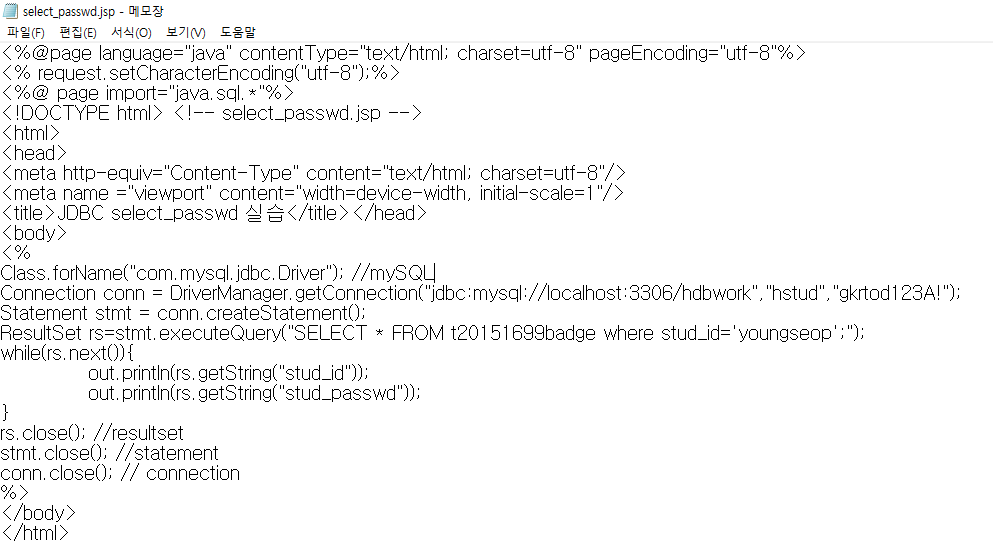 select_passwd.jsp - 메모장
파일(F) 편집(E) 서식(O) 보기(V) 도움말
<%@page language="java" contentType="text/html; charset=utf-8" pageEncoding="utf-8"%>
<% request.setCharacterEncoding("utf-8");%>
<%@ page import="java.sql.*"%>
<!DOCTYPE html> <!-- select_passwd.jsp -->
<html>
<head>
<meta http-equiv="Content-Type" content="text/html; charset=utf-8"/>
<meta name ="viewport" content="width=device-width, initial-scale=1"/>
<title>JDBC select_passwd 실습</title></head>
<body>
<%
Class.forName("com.mysql.jdbc.Driver"); //mySQL
Connection conn = DriverManager.getConnection("jdbc:mysql://localhost:3306/hdbwork","hstud","gkrtod123A!");
Statement stmt = conn.createStatement();
ResultSet rs=stmt.executeQuery("SELECT * FROM t20151699badge where stud_id='youngseop';");
while(rs.next()){
	out.println(rs.getString("stud_id"));
	out.println(rs.getString("stud_passwd"));
}
rs.close(); //resultset
stmt.close(); //statement
conn.close(); // connection
%>
</body>
</html>